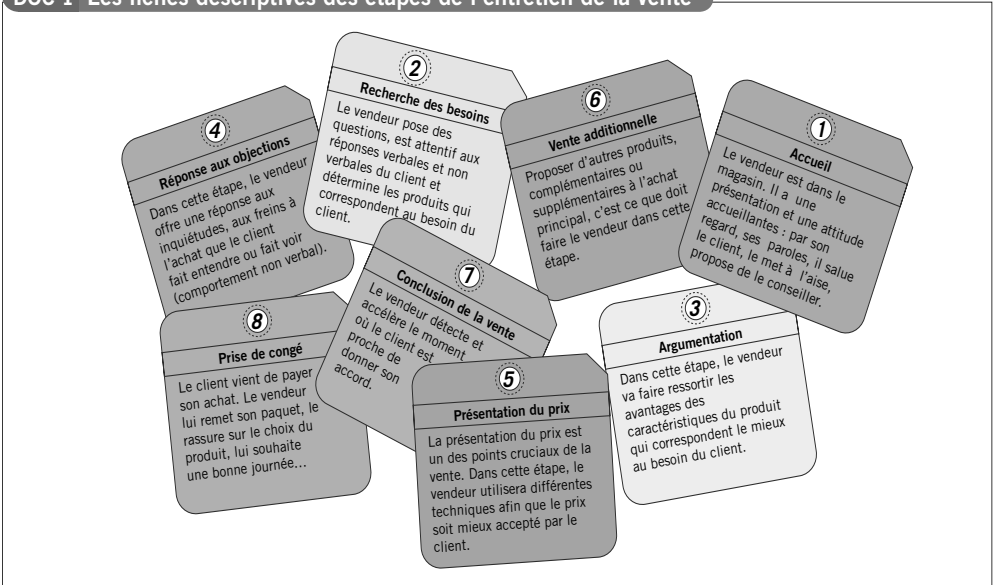 DOC 1 Les fiches descriptives des étapes de l'entretien de la vente
4
Réponse aux objections
Dans cette étape, le vendeur
offre une réponse aux
inquiétudes, aux freins à
l'achat que le client
fait entendre ou fait voir
(comportement non verbal).
2
Recherche des besoins
Le vendeur pose des
questions, est attentif aux
réponses verbales et non
verbales du client et
détermine les produits qui
correspondent au besoin du
client.
6
Vente additionnelle
Proposer d'autres produits,
complémentaires ou
supplémentaires à l'achat
principal, c'est ce que doit
faire le vendeur dans cette
étape.
1
Accueil
Le vendeur est dans le
magasin. Il a une
présentation et une attitude
accueillantes : par son
regard, ses paroles, il salue
le client, le met à l'aise,
propose de le conseiller.
8
Prise de congé
Le client vient de payer
son achat. Le vendeur
lui remet son paquet, le
rassure sur le choix du
produit, lui souhaite
une bonne journée...
7
Conclusion de la vente
Le vendeur détecte et
accélère le moment
où le client est
proche de
donner son
accord.
5
Présentation du prix
La présentation du prix est
un des points cruciaux de la
vente. Dans cette étape, le
vendeur utilisera différentes
techniques afin que le prix
soit mieux accepté par le
client.
3
Argumentation
Dans cette étape, le vendeur
va faire ressortir les
avantages des
caractéristiques du produit
qui correspondent le mieux
au besoin du client.